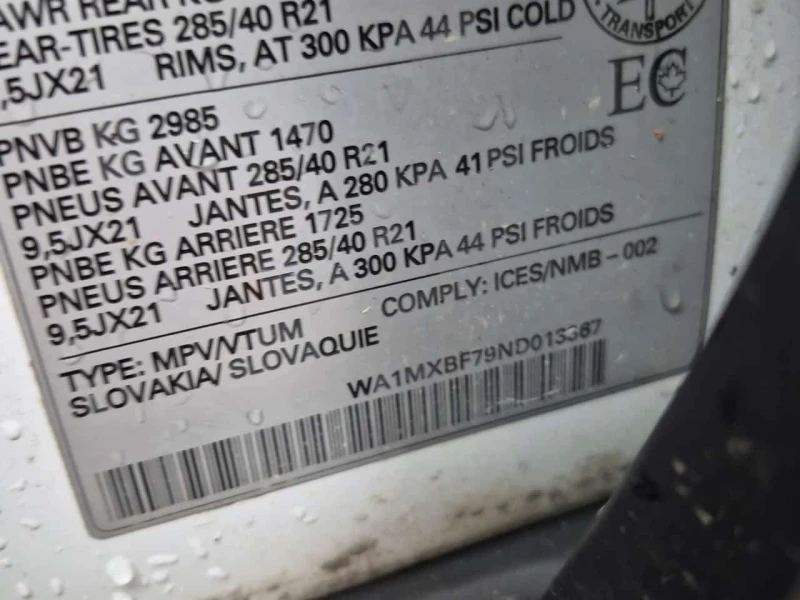 AWR REAR
EAR-TIRES 285/40 R21
,5JX21 RIMS, AT 300 KPA 44 PSI COLD
TRANSPORT
EC
PNVB KG 2985
PNBE KG AVANT 1470
PNEUS AVANT 285/40 R21
9,5JX21 JANTES, A 280 KPA 41 PSI FROIDS
PNBE KG ARRIERE 1725
PNEUS ARRIERE 285/40 R21
9,5JX21 JANTES, A 300 KPA 44 PSI FROIDS
COMPLY: ICES/NMB - 002
TYPE: MPV/VTUM
SLOVAKIA/ SLOVAQUIE
WA1MXBF79ND013367